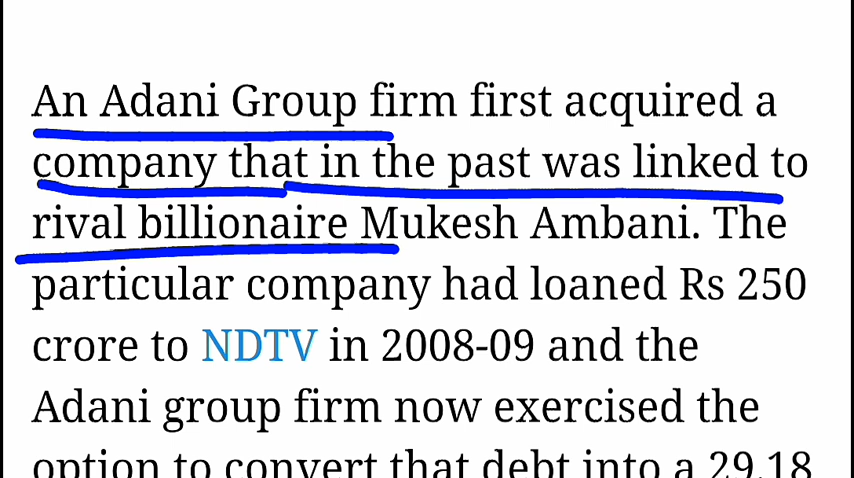 An Adani Group firm first acquired a
company that in the past was linked to
rival billionaire Mukesh Ambani. The
particular company had loaned Rs 250
crore to NDTV in 2008-09 and the
Adani group firm now exercised the
option to convert that debt into a 29.18